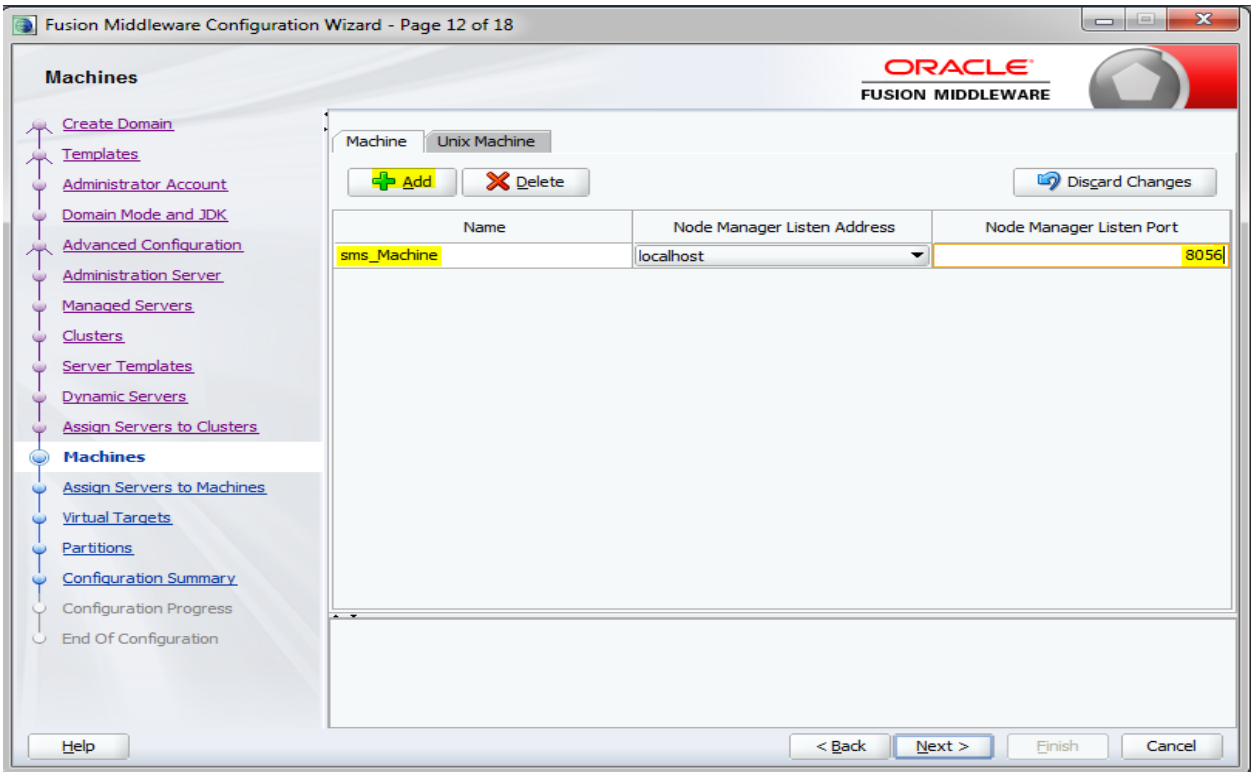 Fusion Middleware Configuration Wizard - Page 12 of 18
Machines
ORACLE
FUSION MIDDLEWARE
Create Domain
Templates
Administrator Account
Domain Mode and JDK
Advanced Configuration
Administration Server
Managed Servers
Clusters
Server Templates
Dynamic Servers
Assign Servers to Clusters
Machines
Assign Servers to Machines
Virtual Targets
Partitions
Configuration Summary
Configuration Progress
End Of Configuration
Machine Unix Machine
Add Delete Discard Changes
Name Node Manager Listen Address Node Manager Listen Port
sms_Machine localhost 8056
Help < Back Next > Finish Cancel